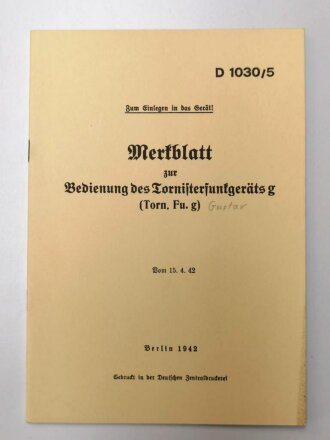 D 1030/5
Zum Einlegen in das Gerät!
Merkblatt
zur
Bedienung des Tornisterfunkgeräts g
(Torn. Fu. g) Gustav
Vom 15. 4. 42
Berlin 1942
Gedruckt in der Deutschen Zentraldruckerei